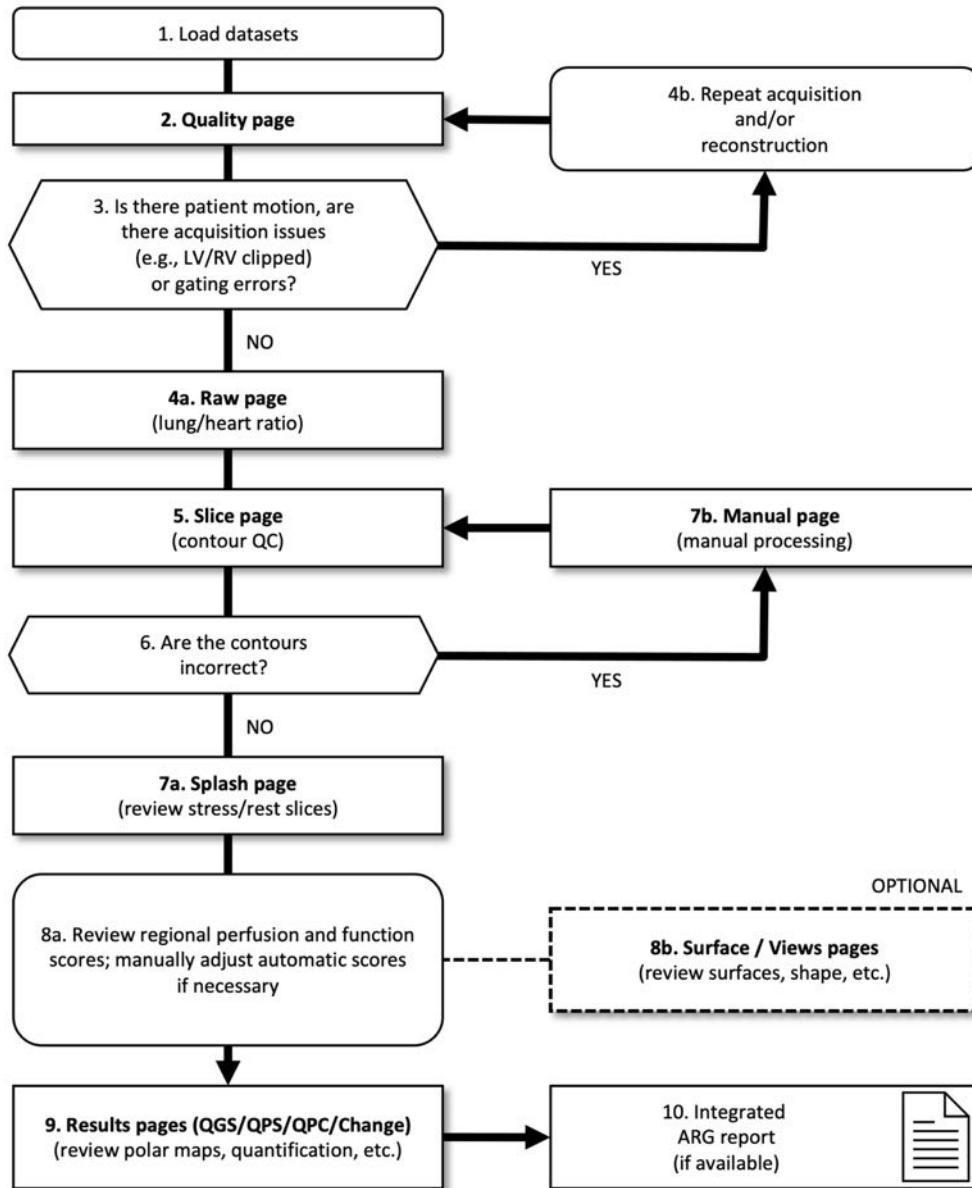 1. Load datasets
2. Quality page
4b. Repeat acquisition
and/or
reconstruction
3. Is there patient motion, are
there acquisition issues
(e.g., LV/RV clipped)
or gating errors?
YES
NO
4a. Raw page
(lung/heart ratio)
5. Slice page
(contour QC)
7b. Manual page
(manual processing)
6. Are the contours
incorrect?
YES
NO
7a. Splash page
(review stress/rest slices)
OPTIONAL
8a. Review regional perfusion and function
scores; manually adjust automatic scores
if necessary
8b. Surface / Views pages
(review surfaces, shape, etc.)
9. Results pages (QGS/QPS/QPC/Change)
(review polar maps, quantification, etc.)
10. Integrated
ARG report
(if available)